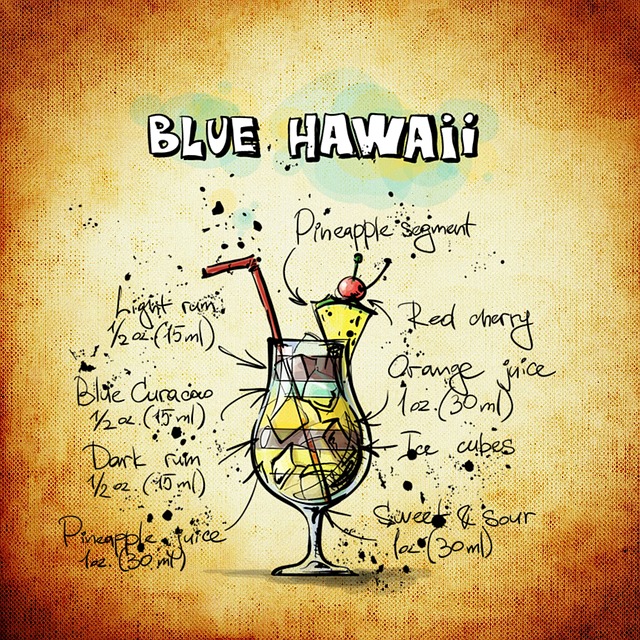 BLUE HAWAII
Pineapple segment
Light rum
1/2 oz. (15 ml)
Blue Curacao
1/2 oz. (15 ml)
Dark rum
1/2 oz. (15 ml)
Pineapple juice
1 oz. (30 ml)
Red cherry
Orange juice
1 oz. (30 ml)
Ice cubes
Sweet & sour
1 oz. (30 ml)